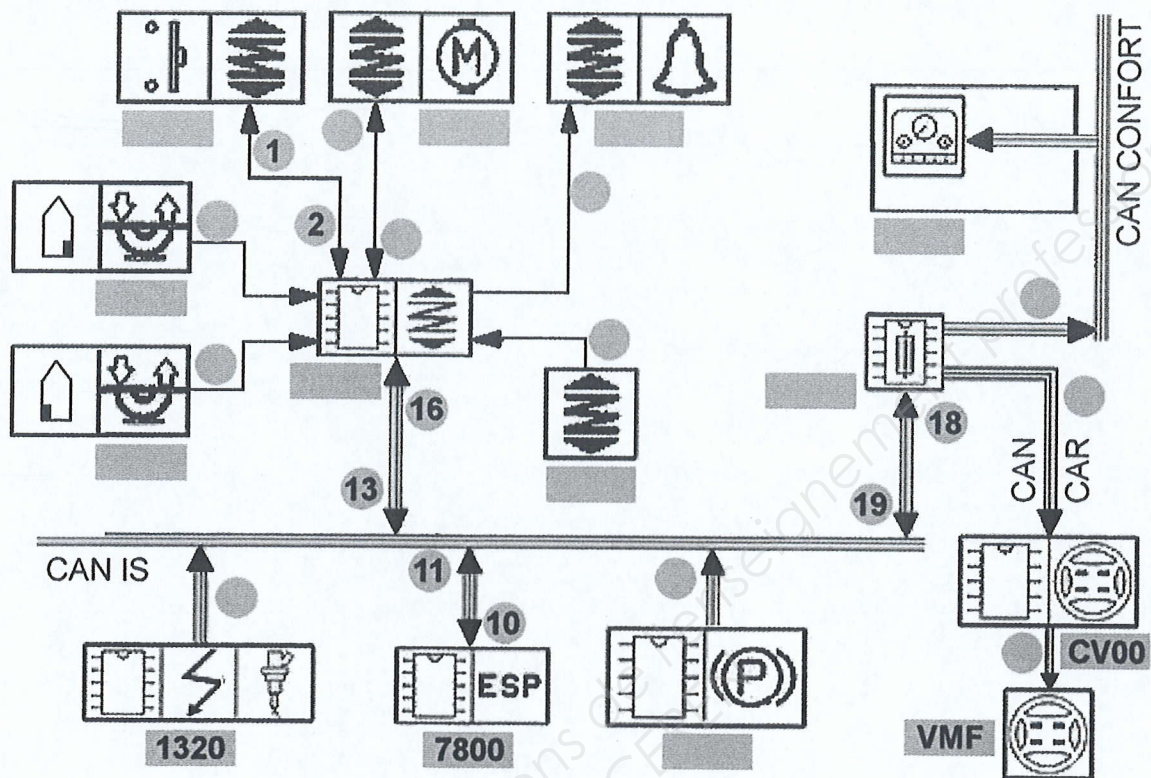 M
1
2
CAN CONFORT
16
18
13
19
CAN
CAR
CAN IS
11
10
ESP
P
CV00
1320
7800
VMF